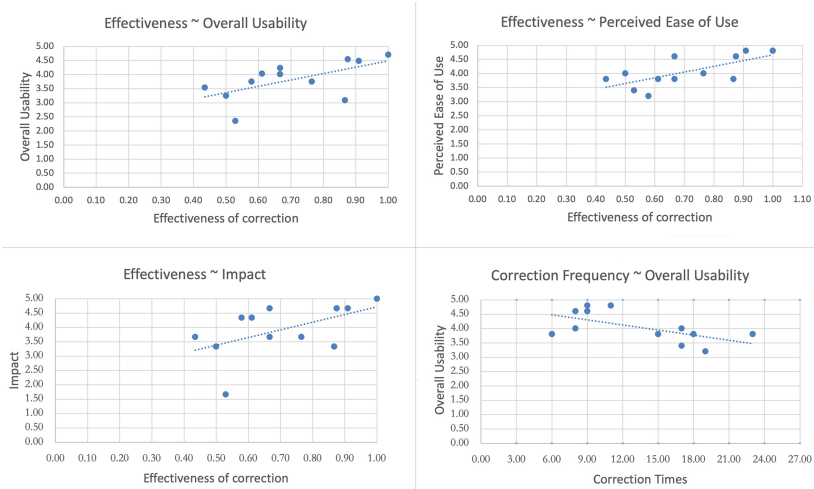 Effectiveness ~ Overall Usability
5.00
4.50
4.00
3.50
3.00
2.50
2.00
1.50
1.00
0.50
0.00
Overall Usability
0.00 0.10 0.20 0.30 0.40 0.50 0.60 0.70 0.80 0.90 1.00
Effectiveness of correction
Effectiveness ~ Perceived Ease of Use
5.00
4.50
4.00
3.50
3.00
2.50
2.00
1.50
1.00
0.50
0.00
Perceived Ease of Use
0.00 0.10 0.20 0.30 0.40 0.50 0.60 0.70 0.80 0.90 1.00 1.10
Effectiveness of correction
Effectiveness ~ Impact
5.00
4.50
4.00
3.50
3.00
2.50
2.00
1.50
1.00
0.50
0.00
Impact
0.00 0.10 0.20 0.30 0.40 0.50 0.60 0.70 0.80 0.90 1.00
Effectiveness of correction
Correction Frequency ~ Overall Usability
5.00
4.50
4.00
3.50
3.00
2.50
2.00
1.50
1.00
0.50
0.00
Overall Usability
0.00 3.00 6.00 9.00 12.00 15.00 18.00 21.00 24.00 27.00
Correction Times